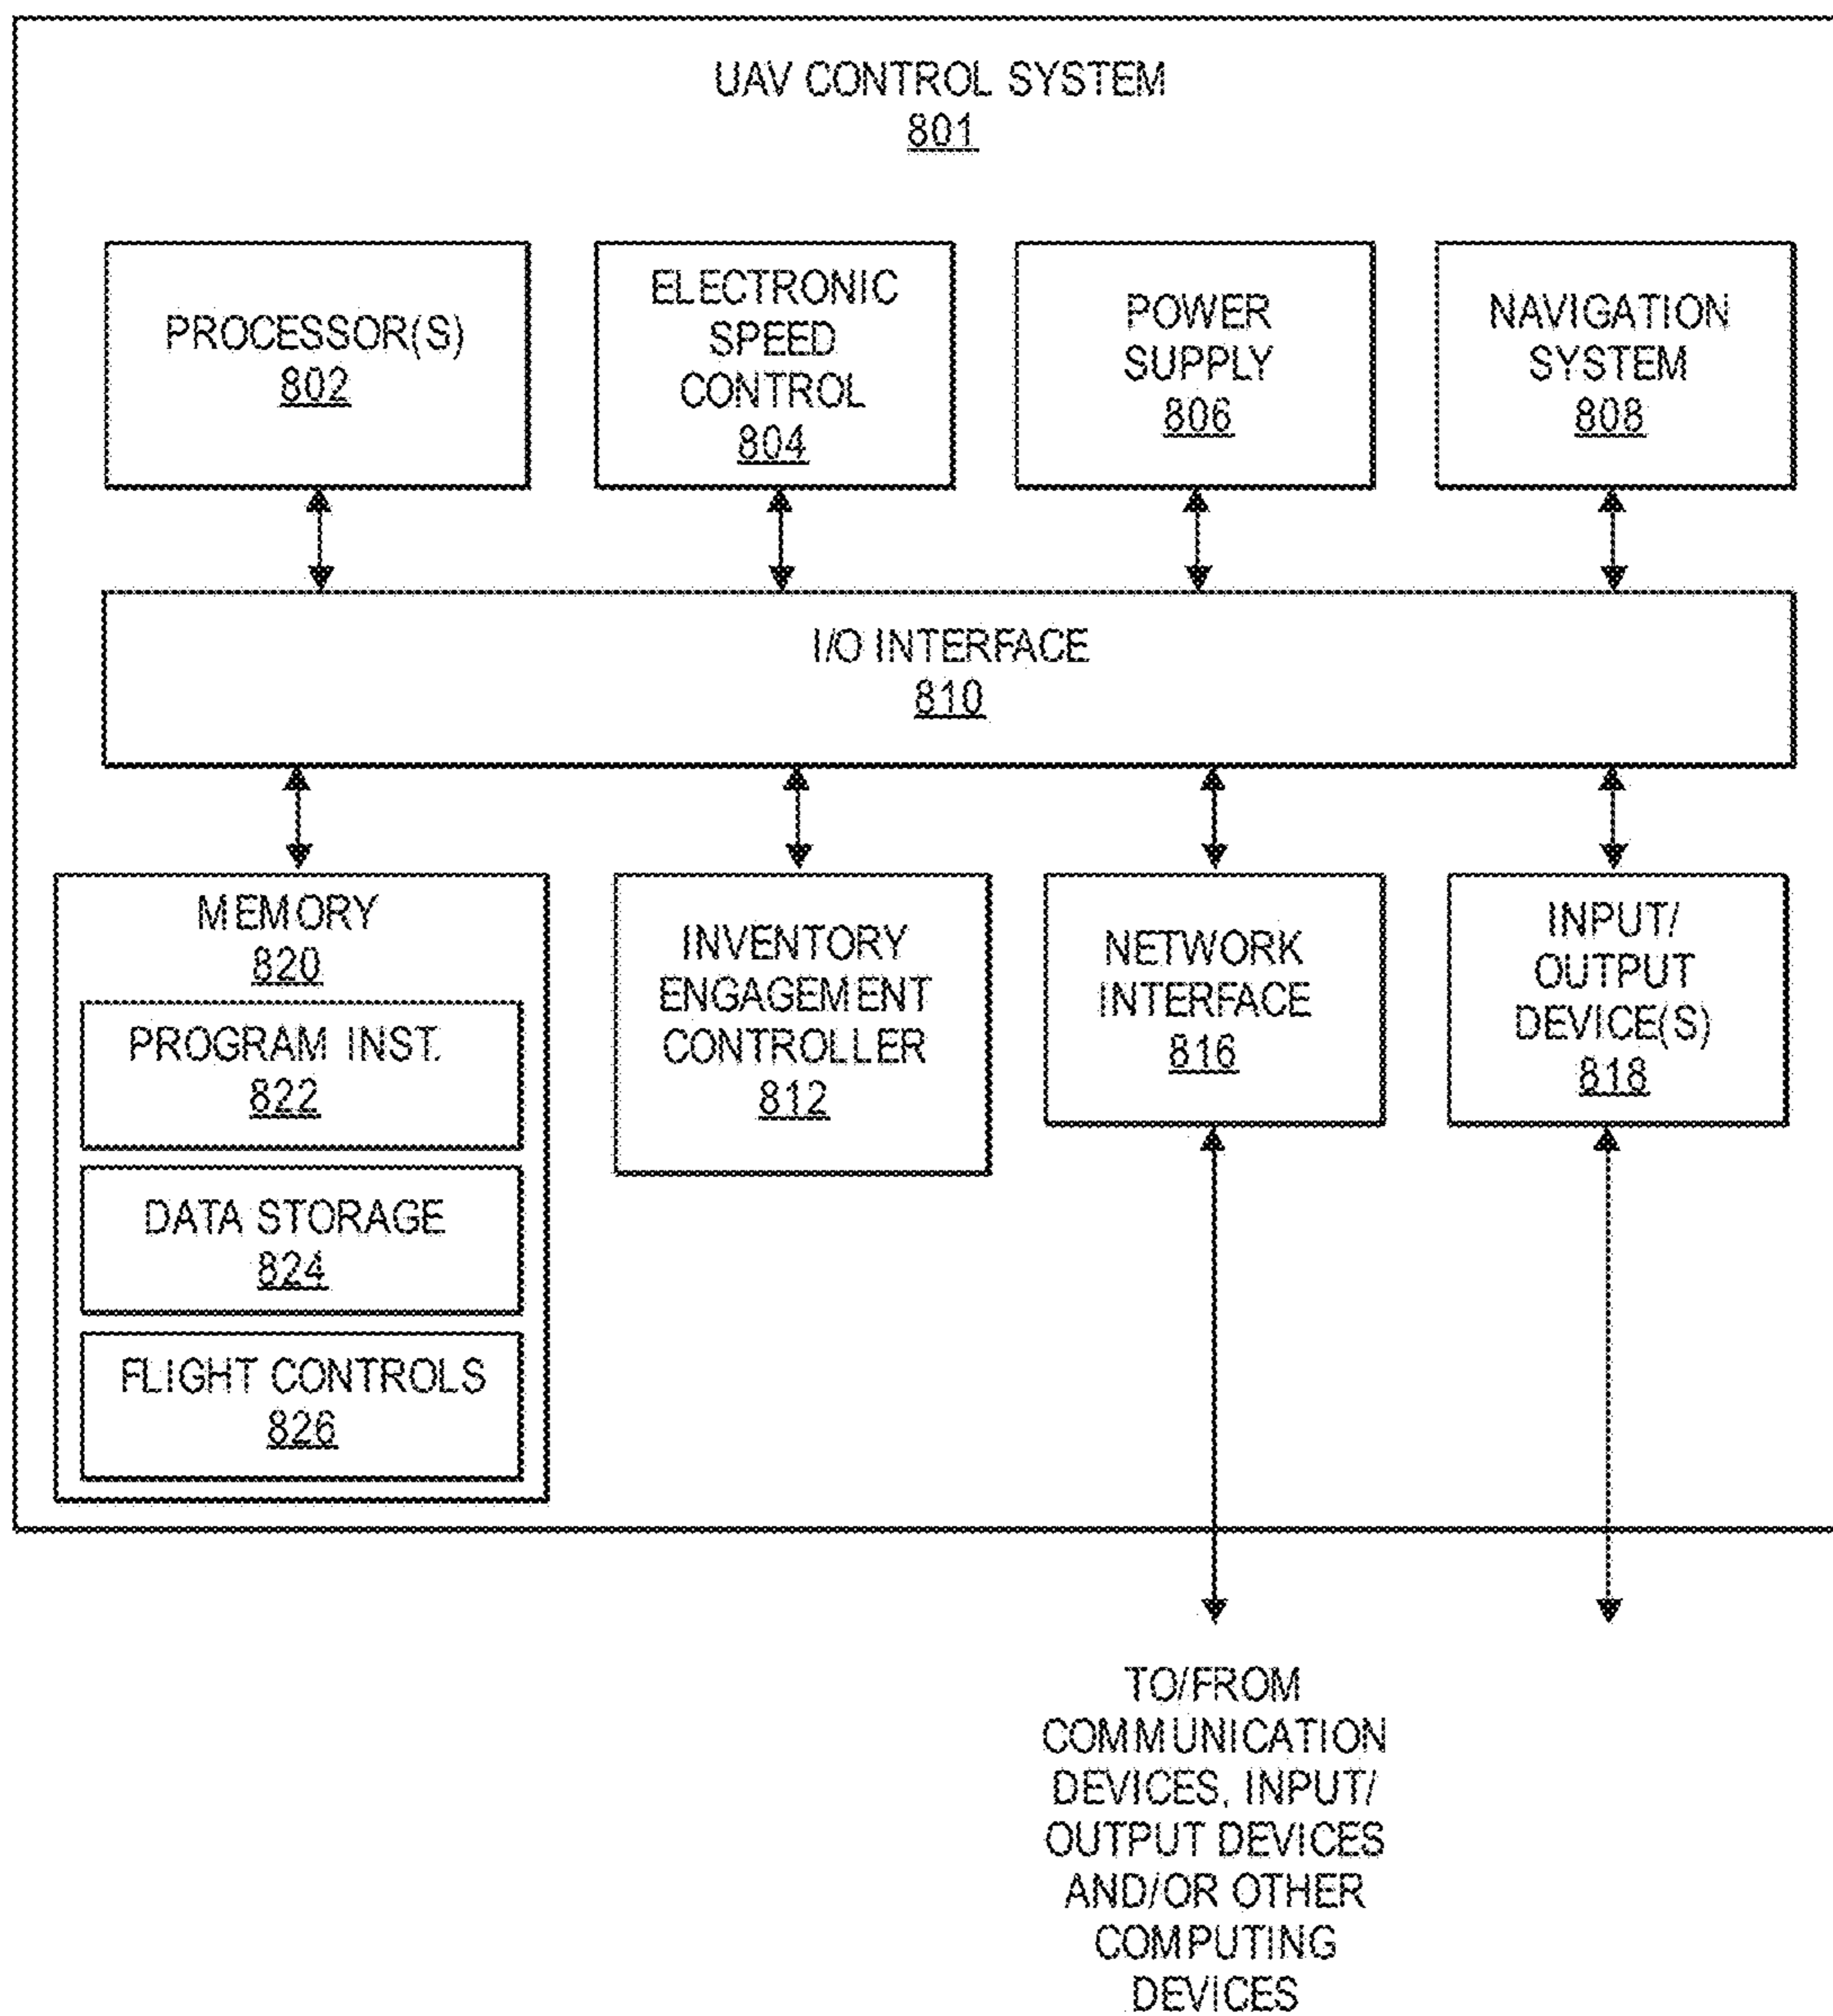 UAV CONTROL SYSTEM
801
PROCESSOR(S)
802
ELECTRONIC
SPEED
CONTROL
804
POWER
SUPPLY
806
NAVIGATION
SYSTEM
808
I/O INTERFACE
810
MEMORY
820
PROGRAM INST.
822
DATA STORAGE
824
FLIGHT CONTROLS
826
INVENTORY
ENGAGEMENT
CONTROLLER
812
NETWORK
INTERFACE
816
INPUT/
OUTPUT
DEVICE(S)
818
TO/FROM
COMMUNICATION
DEVICES, INPUT/
OUTPUT DEVICES
AND/OR OTHER
COMPUTING
DEVICES